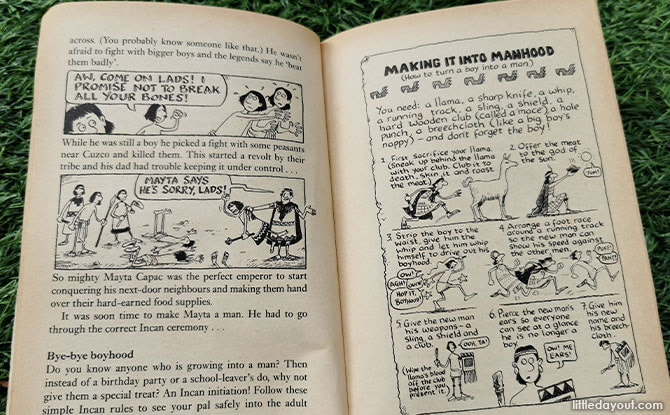 across. (You probably know someone like that.) He wasn't
afraid to fight with bigger boys and the legends say he 'beat
them badly'.
AW, COME ON LADS! I
PROMISE NOT TO BREAK
ALL YOUR BONES!
While he was still a boy he picked a fight with some peasants
near Cuzco and killed them. This started a revolt by their
tribe and his dad had trouble keeping it under control . . .
MAYTA SAYS
HE'S SORRY, LADS!
So mighty Mayta Capac was the perfect emperor to start
conquering his next-door neighbours and making them hand
over their hard-earned food supplies.
It was soon time to make Mayta a man. He had to go
through the correct Incan ceremony . . .
Bye-bye boyhood
Do you know anyone who is growing into a man? Then
instead of a birthday party or a school-leaver's do, why not
give them a special treat? An Incan initiation! Follow these
simple Incan rules to see your pal safely into the adult
MAKING IT INTO MANHOOD
(How to turn a boy into a man)
You need: a llama, a sharp knife, a whip,
a running track, a sling, a shield, a
hard wooden club (called a mace) a hole
punch, a breechcloth (like a big boy's
nappy) – and don't forget the boy!
1. First sacrifice your llama.
(Sneak up behind the llama
with your club. Club it to
death, skin it and roast
the meat.)
2. Offer the meat
to the god of
the sun.
YUM!
3. Strip the boy to the
waist, give him the
whip and let him whip
himself to drive out his
boyhood.
OW!
OUCH!
HOP IT,
BOYHOOD!
4. Arrange a foot race
around a running track
so the new man can
show his speed against
the other men.
PUFF!
PANT!
5. Give the new man
his weapons –
a sling, a shield and
a club.
OOH, TA!
(Wipe the
llama's blood
off the club
before you
present it.)
6. Pierce the new man's
ears so everyone
can see at a glance
he is no longer a
boy.
OW! ME
EARS!
7. Give him
his new
name and
his breech-
cloth.
littledayout.com